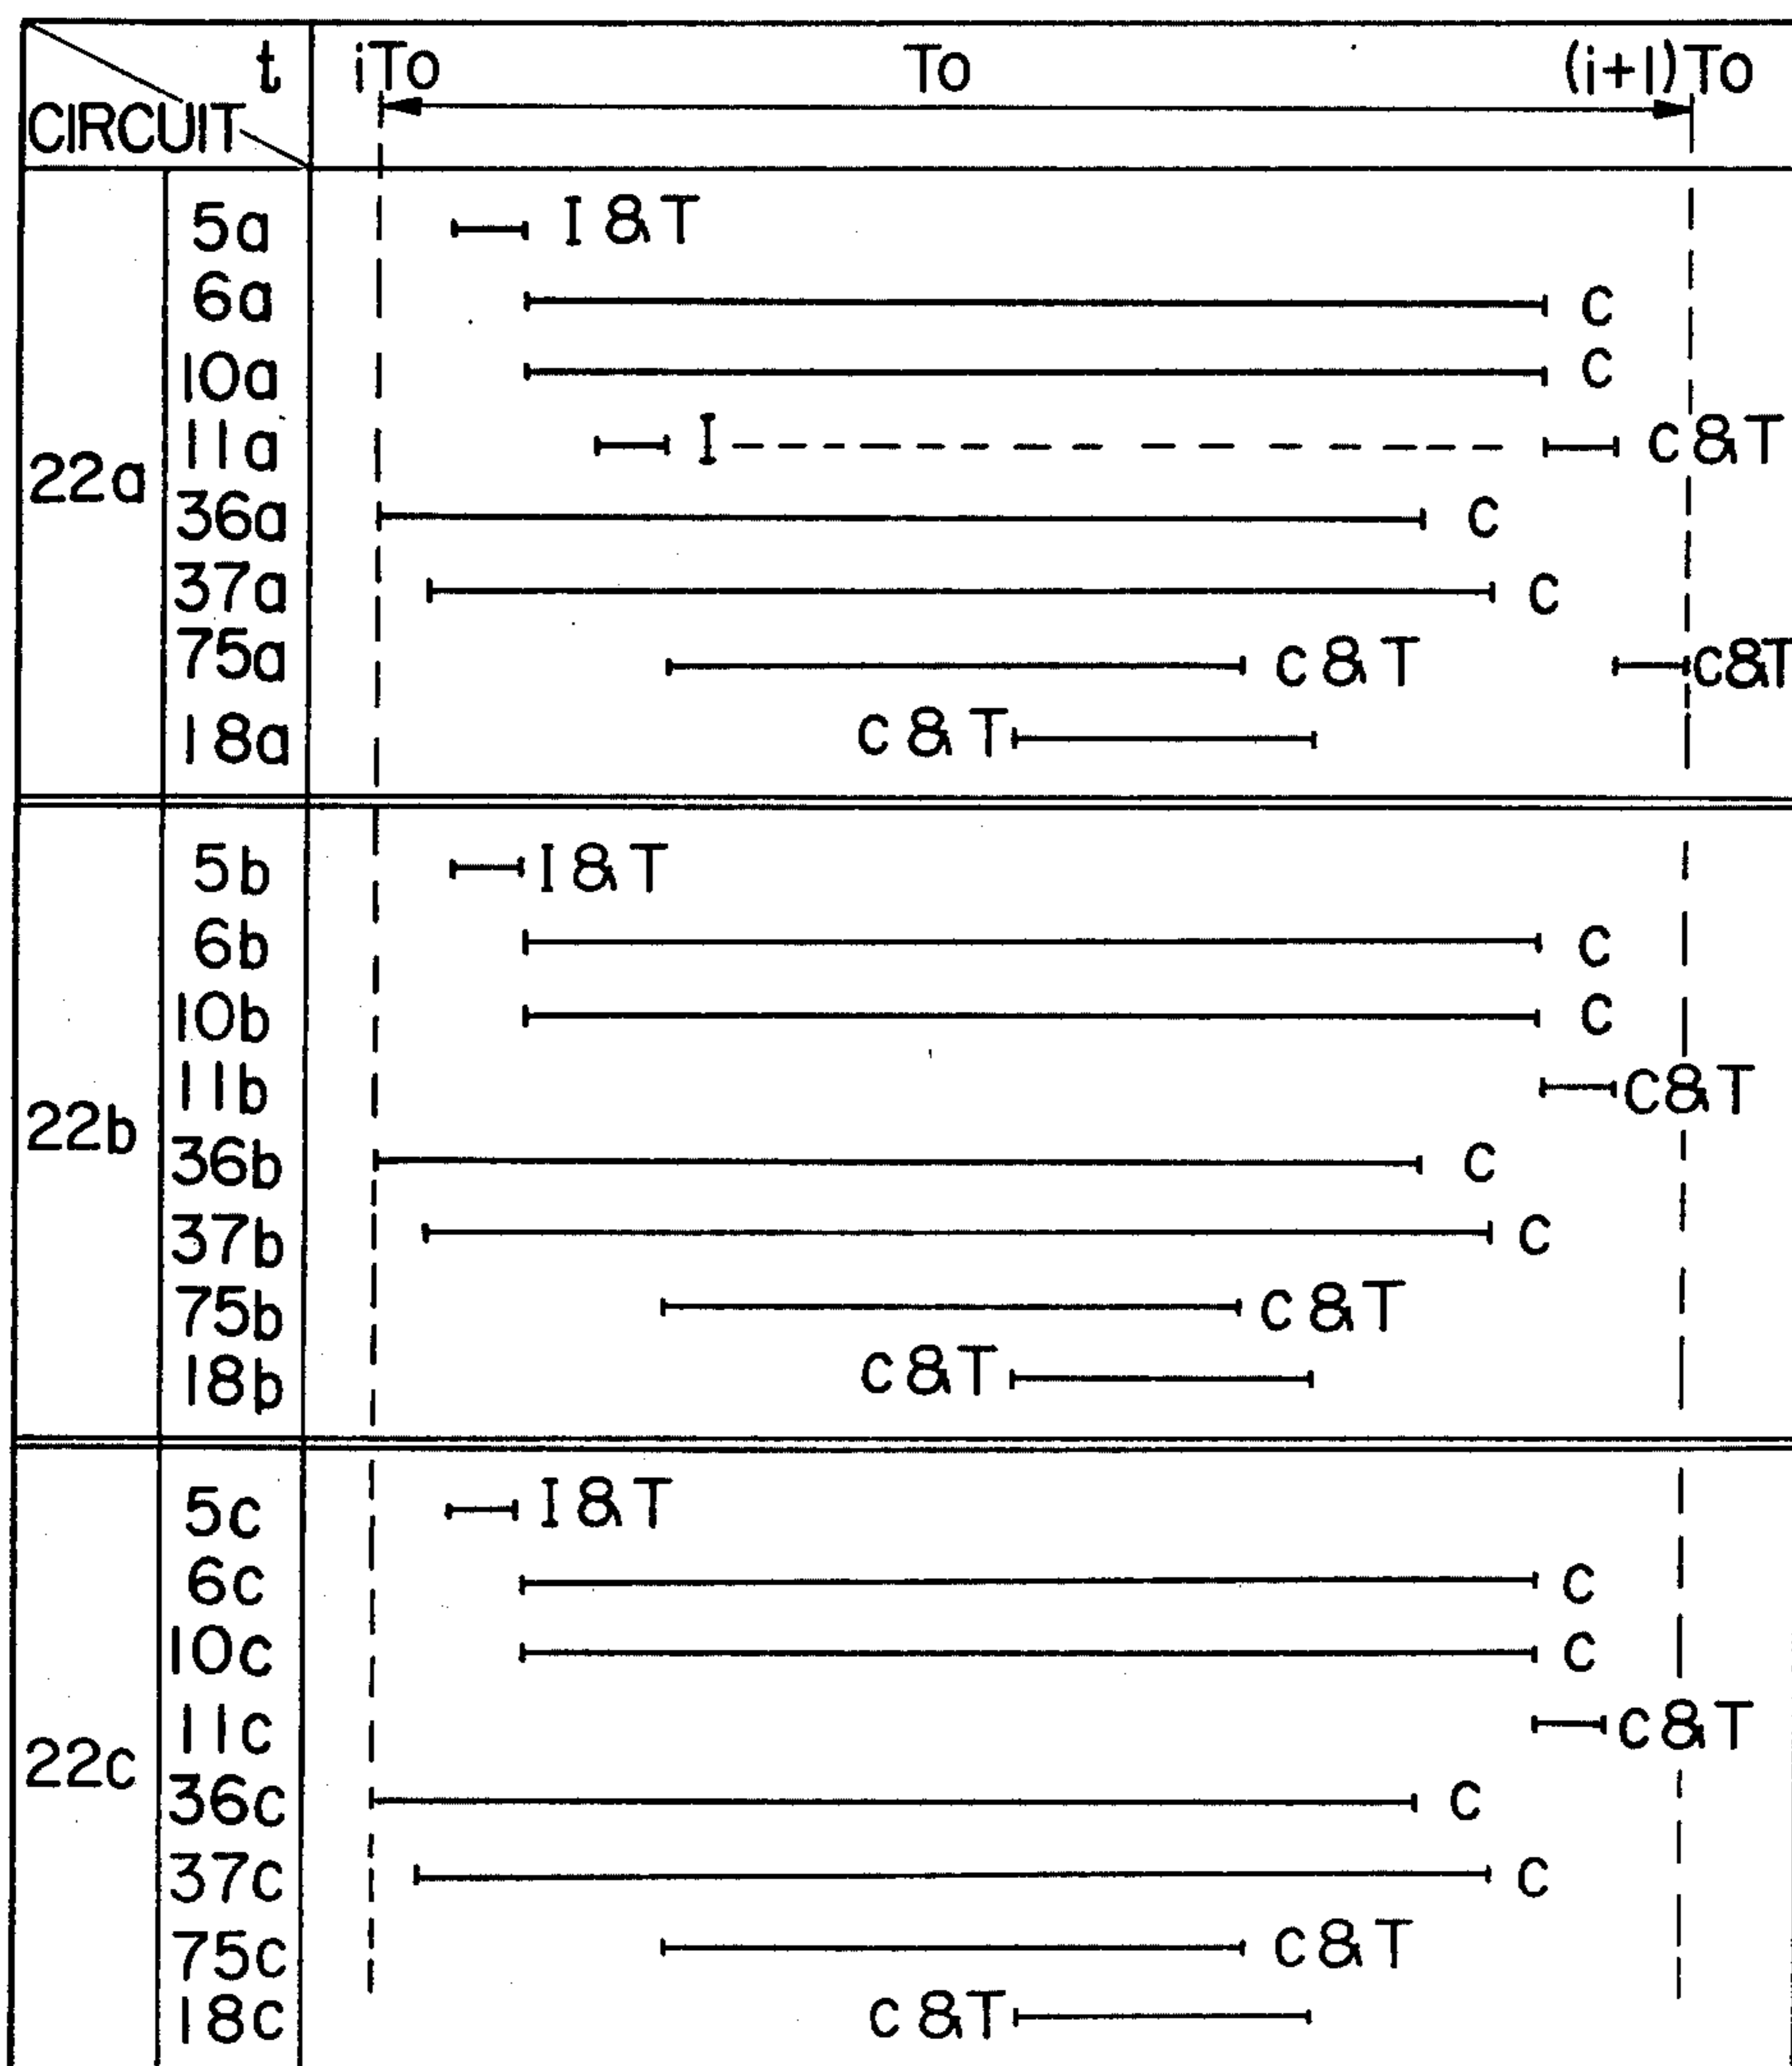 t iTo To (i+1)To
CIRCUIT
22a
5a I&T
6a C
10a C
11a I C&T
36a C
37a C
75a C&T C&T
18a C&T
22b
5b I&T
6b C
10b C
11b C&T
36b C
37b C
75b C&T
18b C&T
22c
5c I&T
6c C
10c C
11c C&T
36c C
37c C
75c C&T
18c C&T